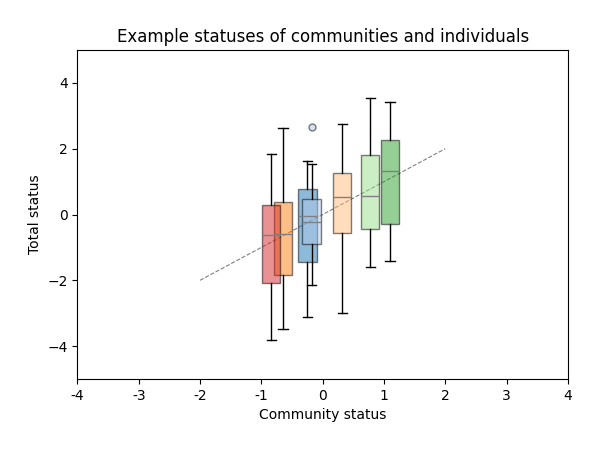 Example statuses of communities and individuals
4
2
0
−2
−4
Total status
-4 -3 -2 -1 0 1 2 3 4
Community status